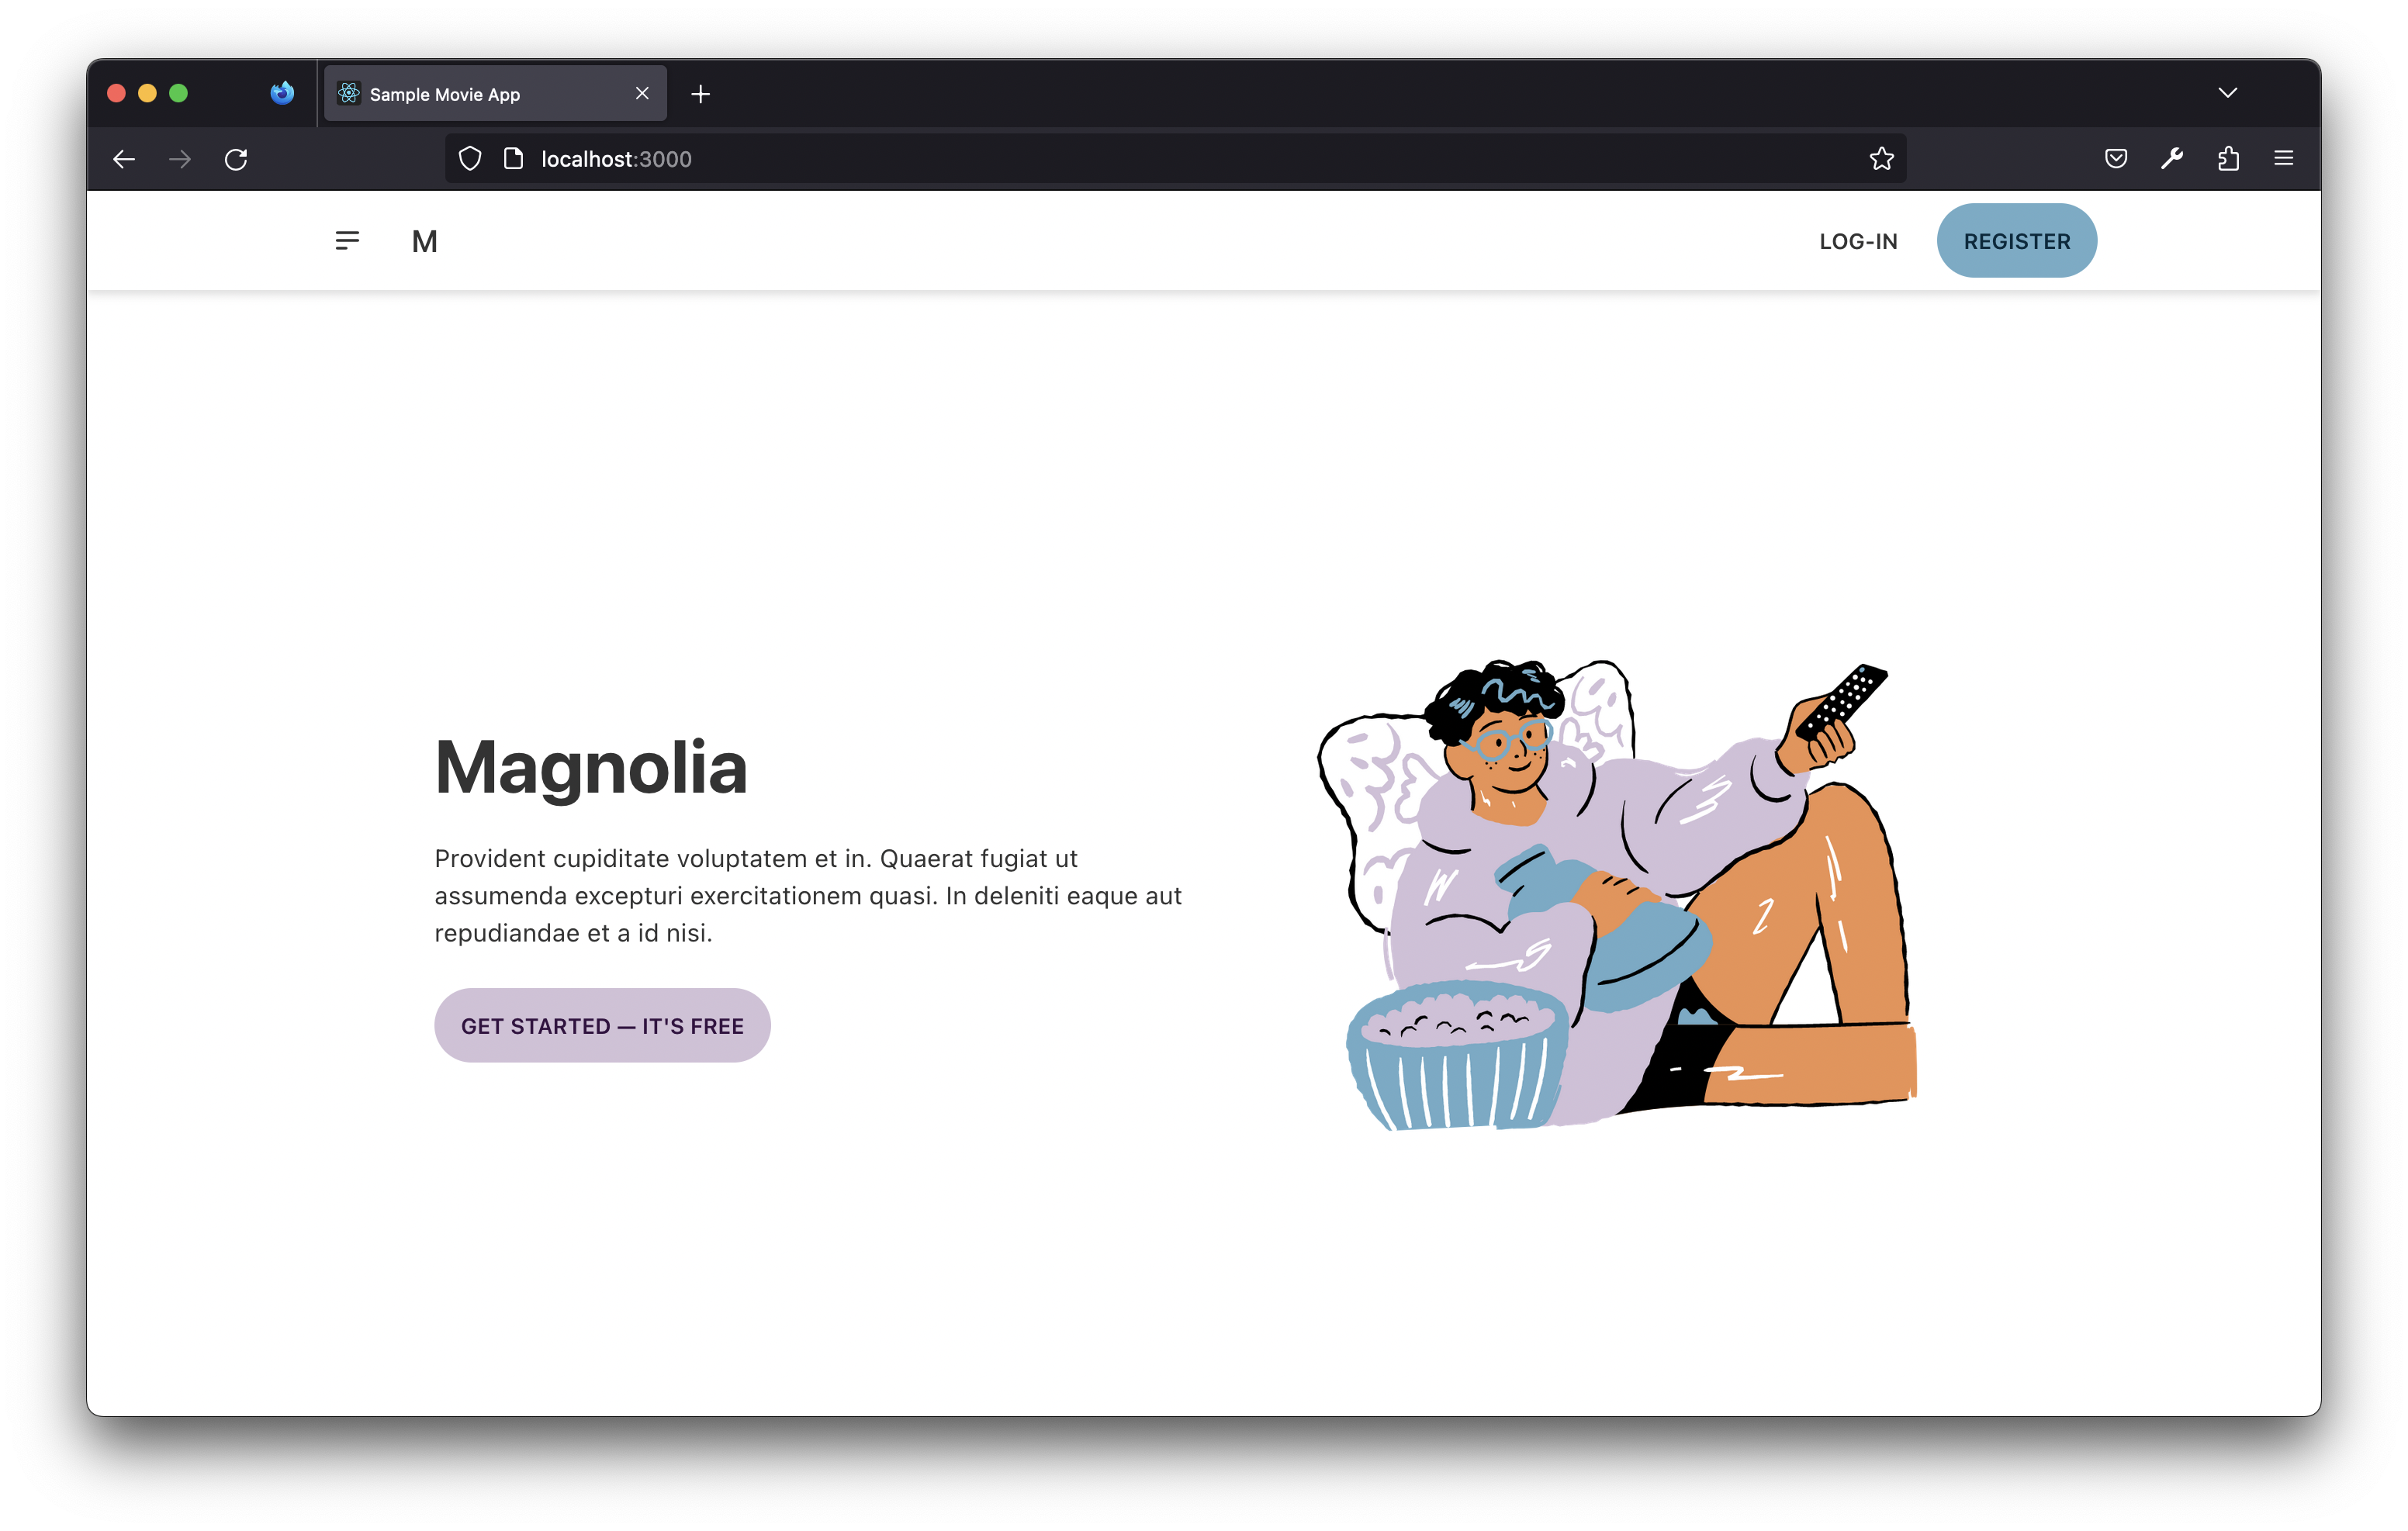 Sample Movie App
localhost:3000
M
LOG-IN
REGISTER
Magnolia
Provident cupiditate voluptatem et in. Quaerat fugiat ut
assumenda excepturi exercitationem quasi. In deleniti eaque aut
repudiandae et a id nisi.
GET STARTED — IT'S FREE